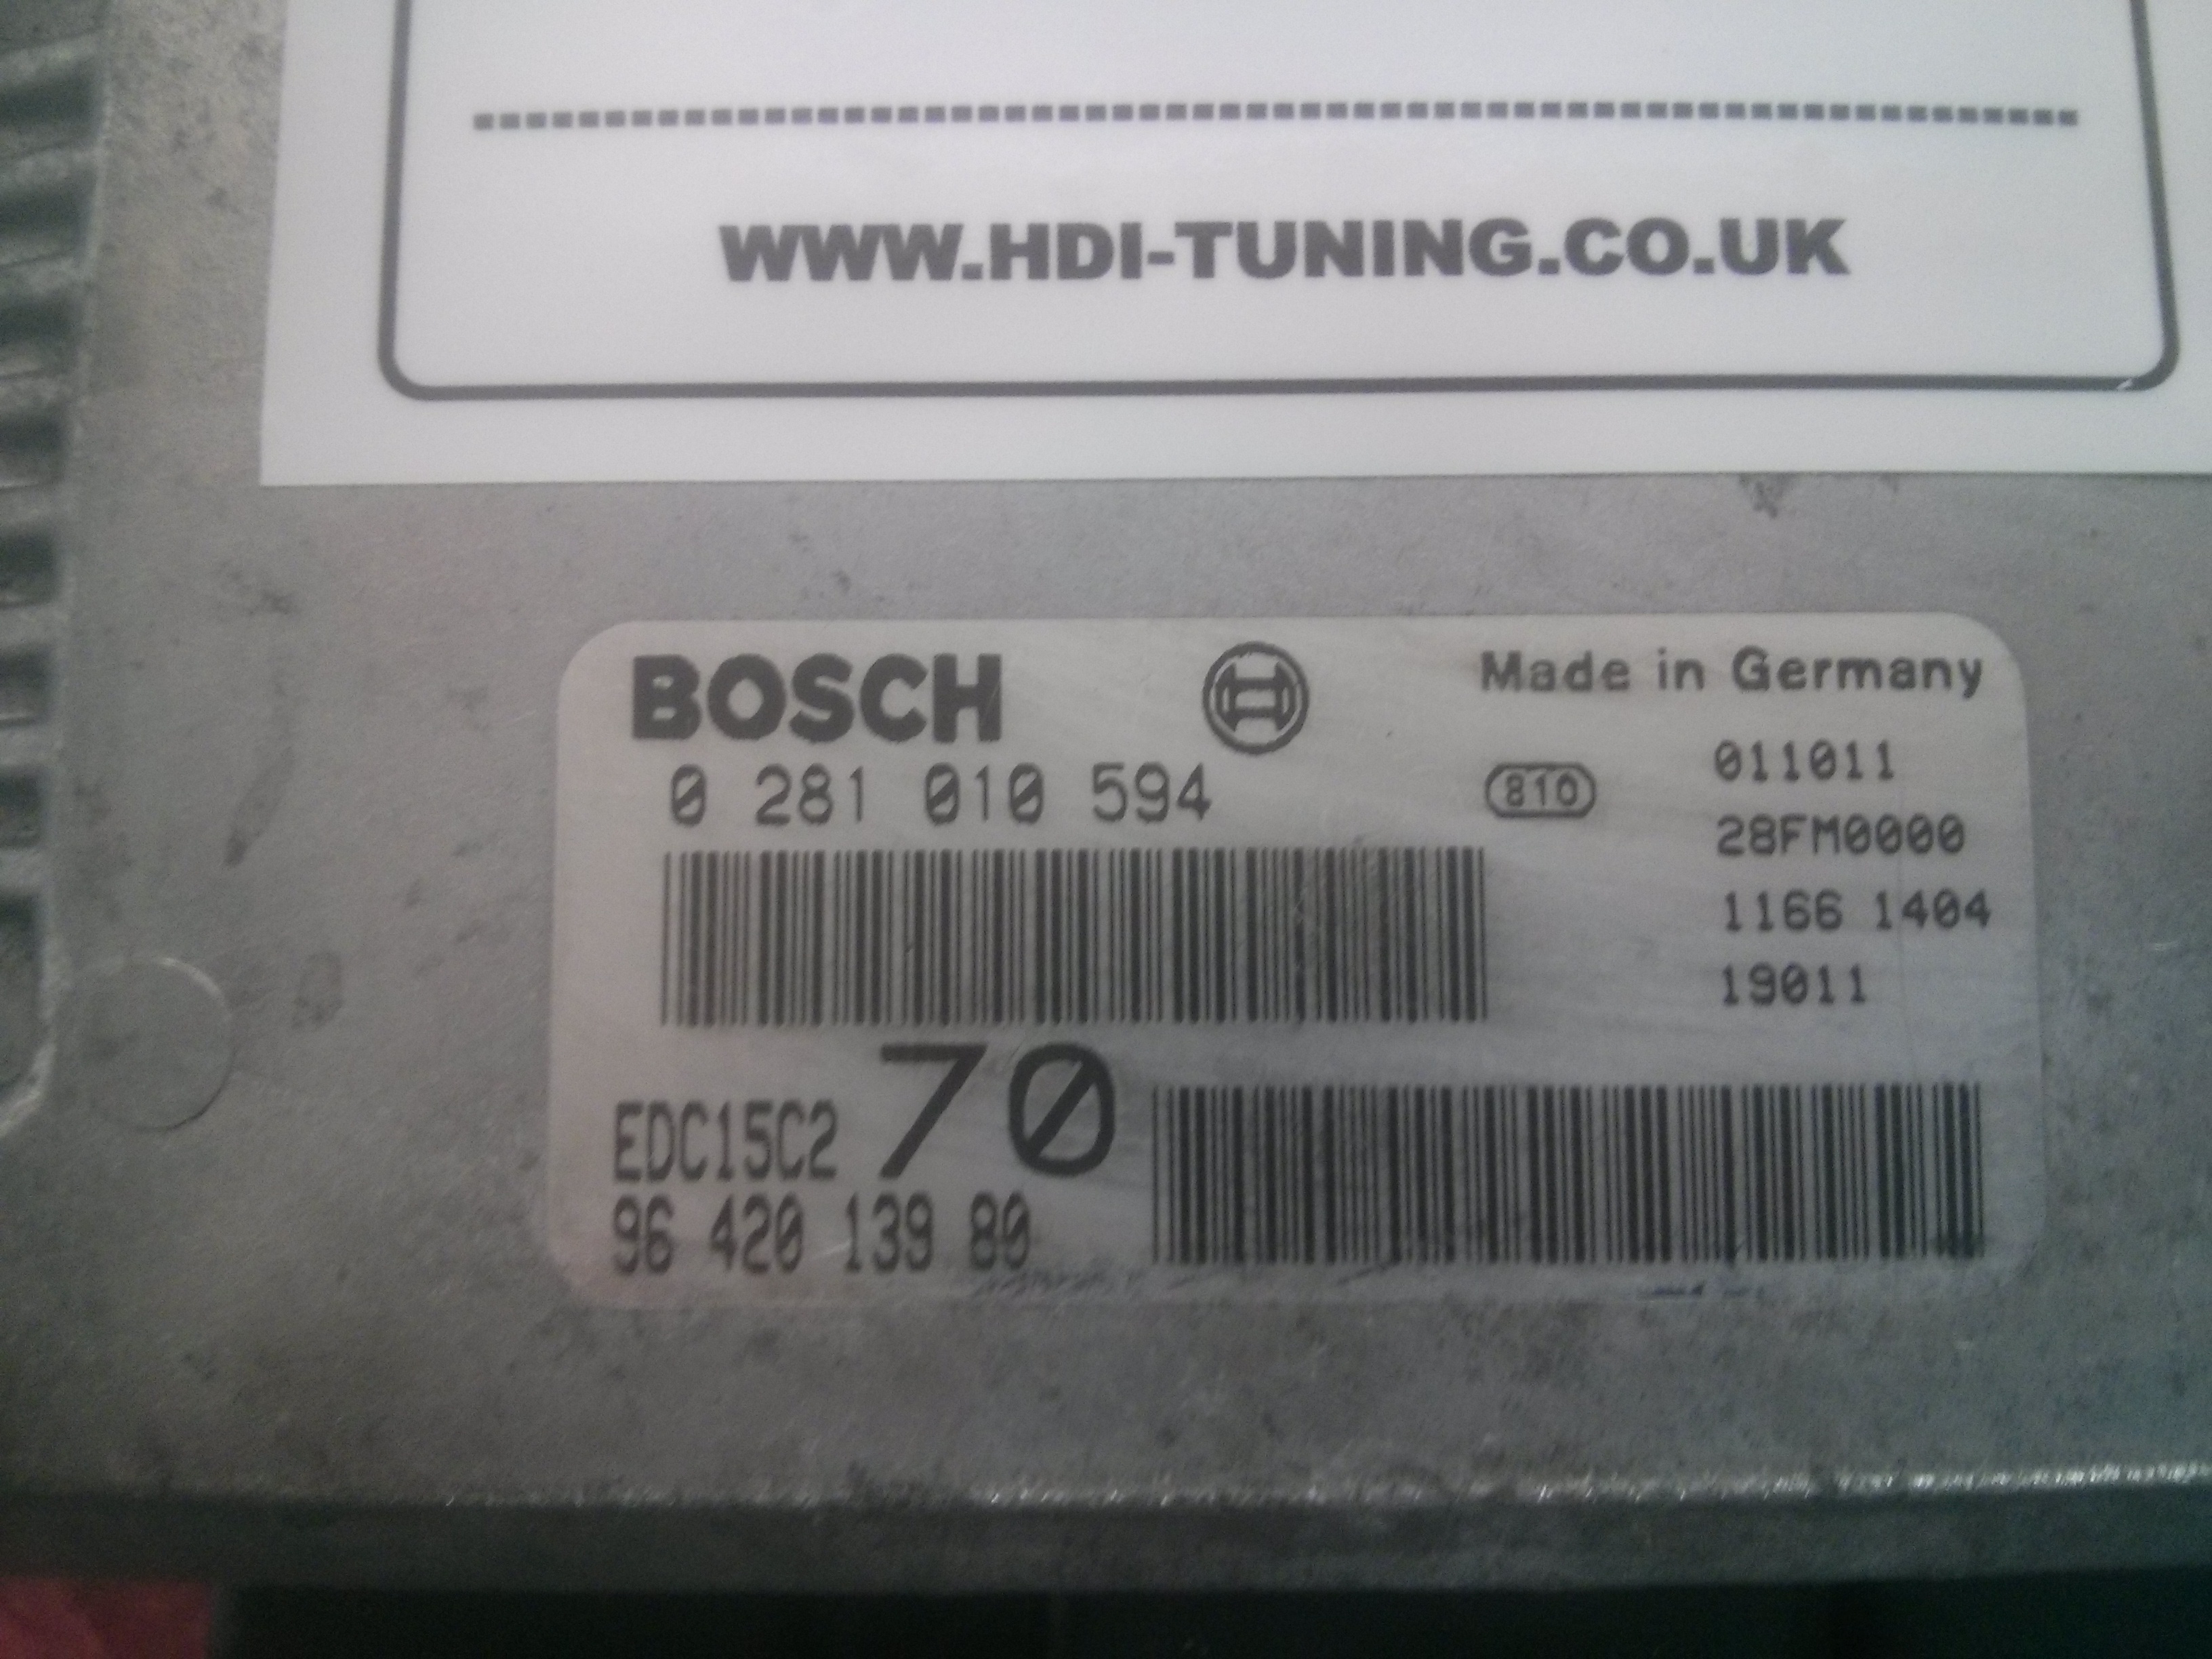 WWW.HDI-TUNING.CO.UK
BOSCH
Made in Germany
0 281 010 594
810
011011
28FM0000
1166 1404
19011
EDC15C2 70
96 420 139 80